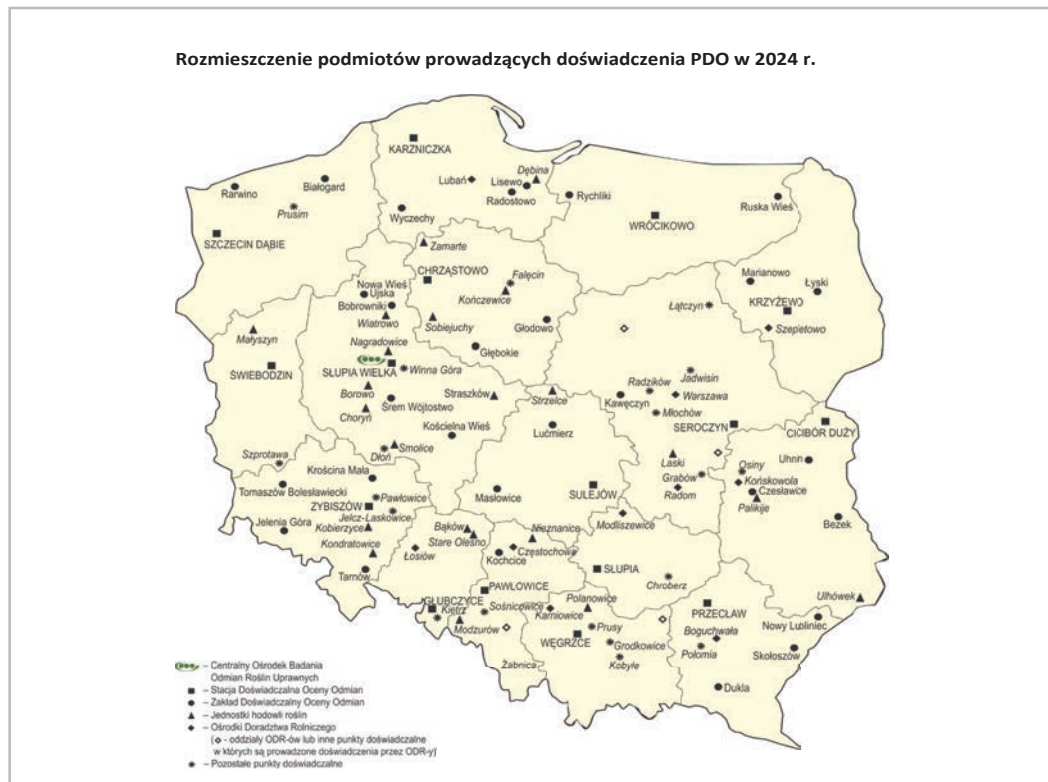 Rozmieszczenie podmiotów prowadzących doświadczenia PDO w 2024 r.
KARZNICZKA
Dębina
Lubań
Lisewo
Radostowo
Rarwino
Białogard
Prusim
Wyczechy
Rychliki
Ruska Wieś
WRÓCIKOWO
SZCZECIN DĄBIE
Zamarte
CHRZĄSTOWO
Falęcin
Kończewice
Marianowo
Łyski
KRZYŻEWO
Szepietowo
Łątczyn
Nowa Wieś
Ujska
Bobrowniki
Wiatrowo
Sobiejuchy
Głodowo
Głębokie
Małyszyn
ŚWIEBODZIN
Nagradowice
SŁUPIA WIELKA
Winna Góra
Borowo
Straszków
Śrem Wójtostwo
Choryń
Kościelna Wieś
Smolice
Dłoń
Strzelce
Lućmierz
Radzików
Jadwisin
Kawęczyn
Warszawa
Młochów
SEROCZYN
CICIBÓR DUŻY
Laski
Grabów
Radom
Osiny
Uhnin
Końskowola
Czesławice
Palikije
Bezek
Szprotawa
Krościna Mała
Tomaszów Bolesławiecki
Pawłowice
ZYBISZÓW
Jelcz-Laskowice
Jelenia Góra
Kobierzyce
Kondratowice
Tarnów
Masłowice
SULEJÓW
Modliszewice
Bąków
Stare Olesno
Nieznanice
Łosiów
Kochcice
Częstochowa
SŁUPIA
Chroberz
PAWŁOWICE
GŁUBCZYCE
Kietrz
Sośnicowice
Modzurów
Żabnica
Polanowice
Karniowice
Prusy
WĘGRZCE
Grodkowice
Kobyle
PRZECŁAW
Boguchwała
Połomia
Nowy Lubliniec
Skołoszów
Ulhówek
Dukla
– Centralny Ośrodek Badania
Odmian Roślin Uprawnych
– Stacja Doświadczalna Oceny Odmian
– Zakład Doświadczalny Oceny Odmian
– Jednostki hodowli roślin
– Ośrodki Doradztwa Rolniczego
( - oddziały ODR-ów lub inne punkty doświadczalne
w których są prowadzone doświadczenia przez ODR-y)
– Pozostałe punkty doświadczalne